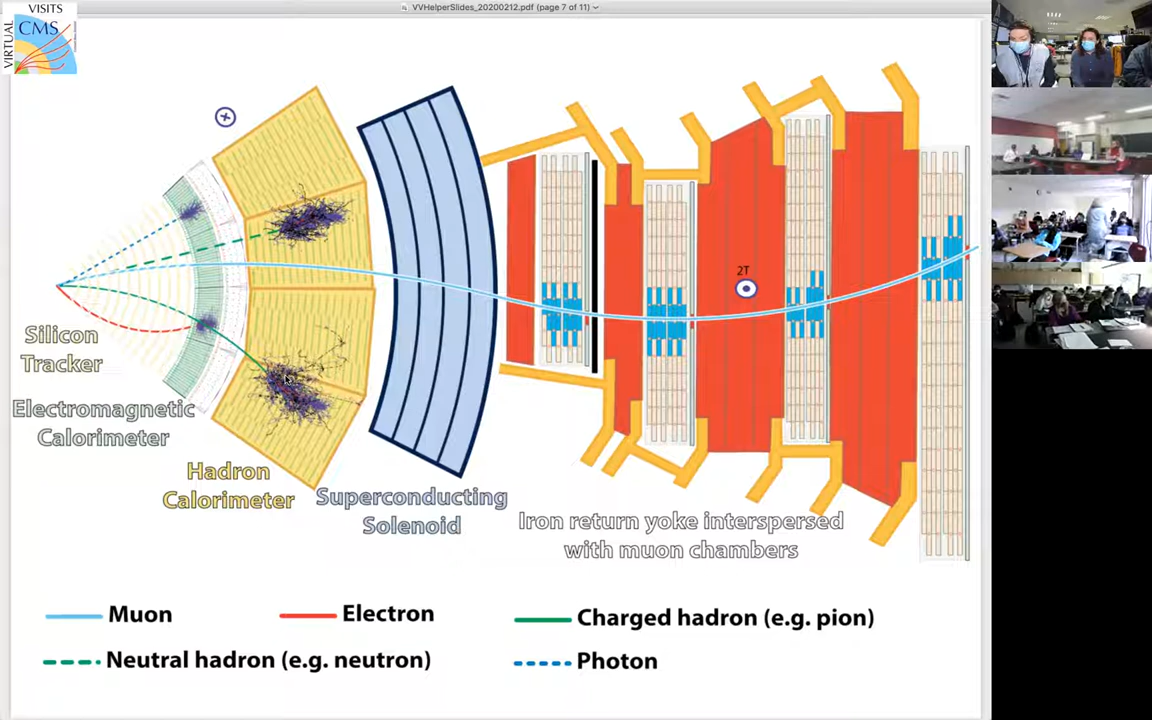 VVHelperSlides_20200212.pdf (page 7 of 11)
VISITS
VIRTUAL
CMS
2T
Silicon
Tracker
Electromagnetic
Calorimeter
Hadron
Calorimeter
Superconducting
Solenoid
Iron return yoke interspersed
with muon chambers
Muon
Electron
Charged hadron (e.g. pion)
Neutral hadron (e.g. neutron)
Photon